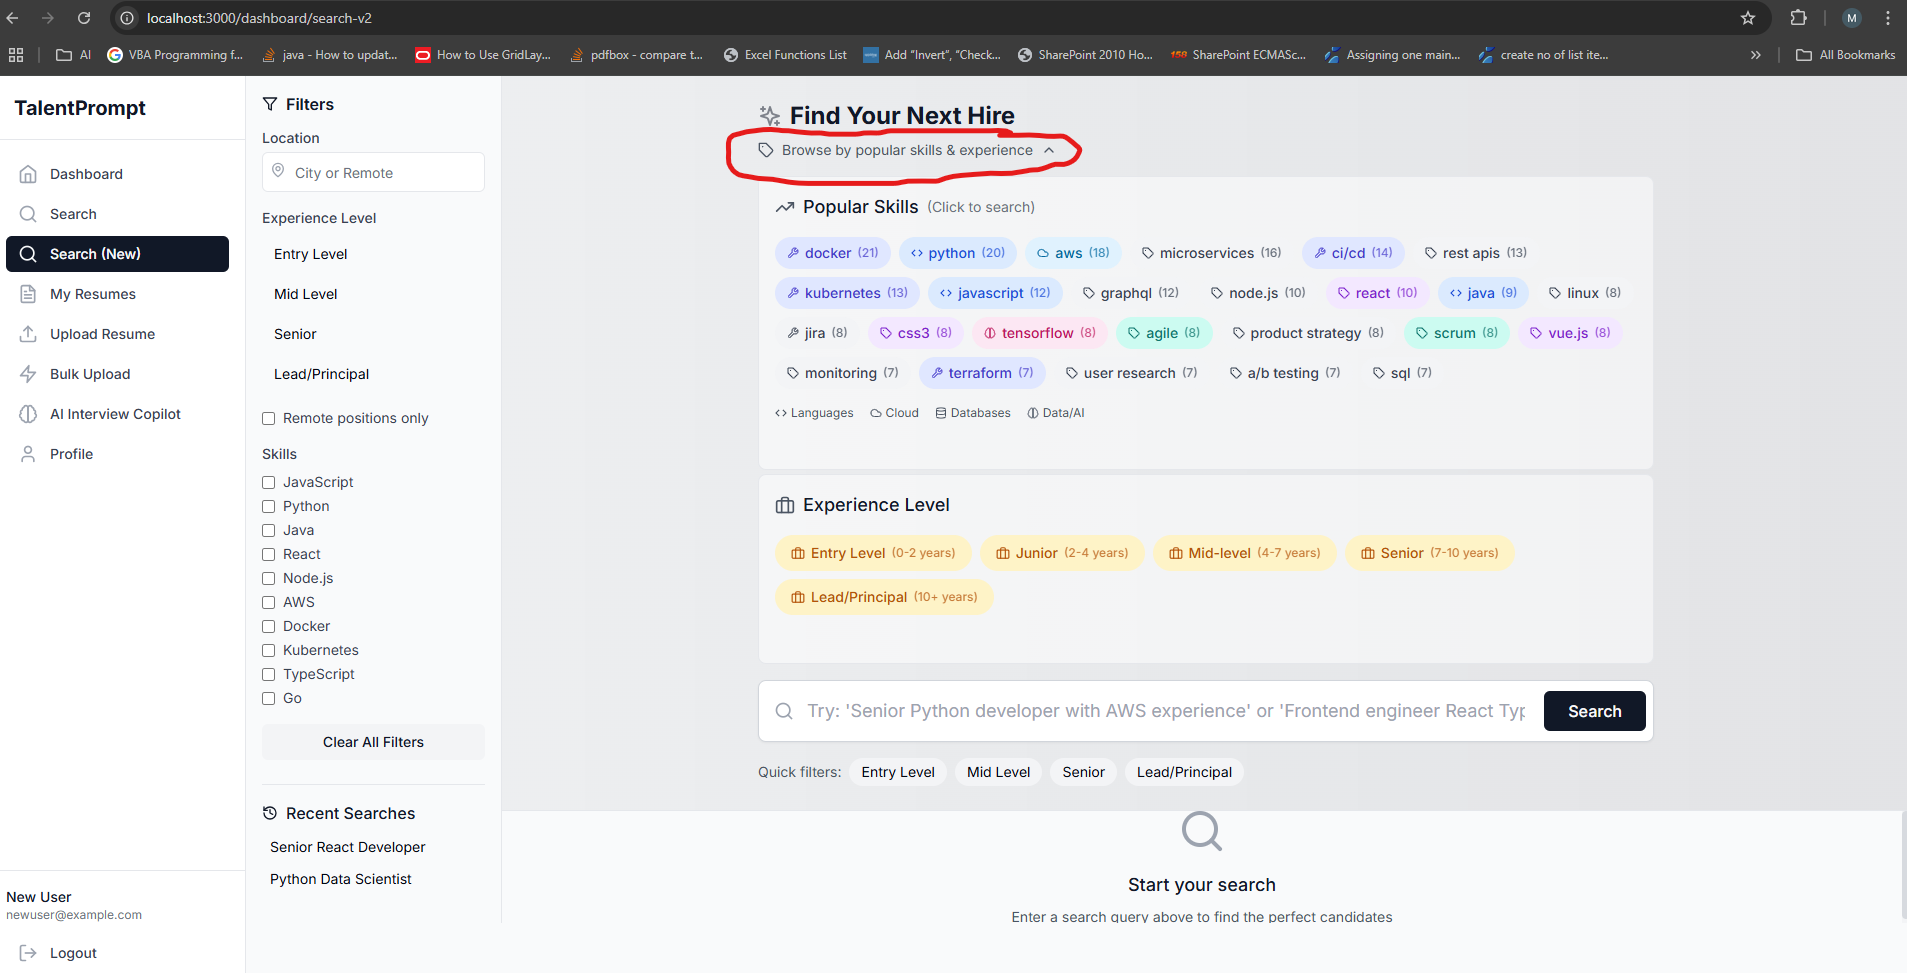 localhost:3000/dashboard/search-v2
M
AI
VBA Programming f...
java - How to updat...
How to Use GridLay...
pdfbox - compare t...
Excel Functions List
Add “Invert”, “Check...
SharePoint 2010 Ho...
SharePoint ECMASc...
Assigning one main...
create no of list ite...
All Bookmarks
TalentPrompt
Dashboard
Search
Search (New)
My Resumes
Upload Resume
Bulk Upload
AI Interview Copilot
Profile
New User
newuser@example.com
Logout
Filters
Location
City or Remote
Experience Level
Entry Level
Mid Level
Senior
Lead/Principal
Remote positions only
Skills
JavaScript
Python
Java
React
Node.js
AWS
Docker
Kubernetes
TypeScript
Go
Clear All Filters
Recent Searches
Senior React Developer
Python Data Scientist
Find Your Next Hire
Browse by popular skills & experience
Popular Skills (Click to search)
docker (21) python (20) aws (18) microservices (16) ci/cd (14) rest apis (13)
kubernetes (13) javascript (12) graphql (12) node.js (10) react (10) java (9) linux (8)
jira (8) css3 (8) tensorflow (8) agile (8) product strategy (8) scrum (8) vue.js (8)
monitoring (7) terraform (7) user research (7) a/b testing (7) sql (7)
Languages Cloud Databases Data/AI
Experience Level
Entry Level (0-2 years) Junior (2-4 years) Mid-level (4-7 years) Senior (7-10 years)
Lead/Principal (10+ years)
Try: 'Senior Python developer with AWS experience' or 'Frontend engineer React Typ
Search
Quick filters: Entry Level Mid Level Senior Lead/Principal
Start your search
Enter a search query above to find the perfect candidates